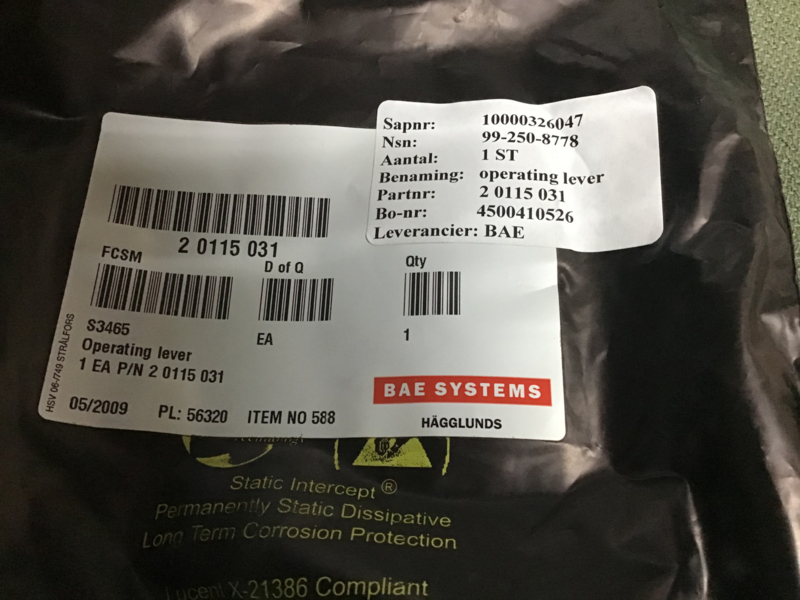 Sapnr: 10000326047
Nsn: 99-250-8778
Aantal: 1 ST
Benaming: operating lever
Partnr: 2 0115 031
Bo-nr: 4500410526
Leverancier: BAE
2 0115 031
FCSM
D of Q
Qty
S3465
EA
1
Operating lever
1 EA P/N 2 0115 031
05/2009 PL: 56320 ITEM NO 588
BAE SYSTEMS
HÄGGLUNDS
HSV 06-/749 STRÅLFORS
Static Intercept®
Permanently Static Dissipative
Long Term Corrosion Protection
Lucent X-21386 Compliant